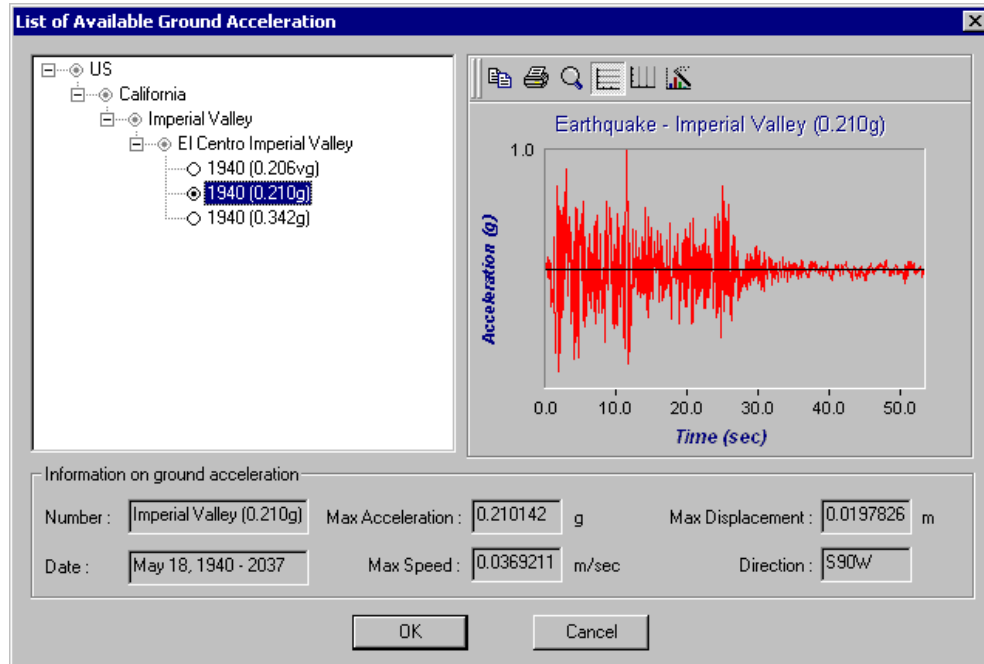 List of Available Ground Acceleration
US
California
Imperial Valley
El Centro Imperial Valley
1940 (0.206vg)
1940 (0.210g)
1940 (0.342g)
Earthquake - Imperial Valley (0.210g)
1.0
Acceleration (g)
0.0 10.0 20.0 30.0 40.0 50.0
Time (sec)
Information on ground acceleration
Number : Imperial Valley (0.210g) Max Acceleration : 0.210142 g Max Displacement : 0.0197826 m
Date : May 18, 1940 - 2037 Max Speed : 0.0369211 m/sec Direction : S90W
OK Cancel